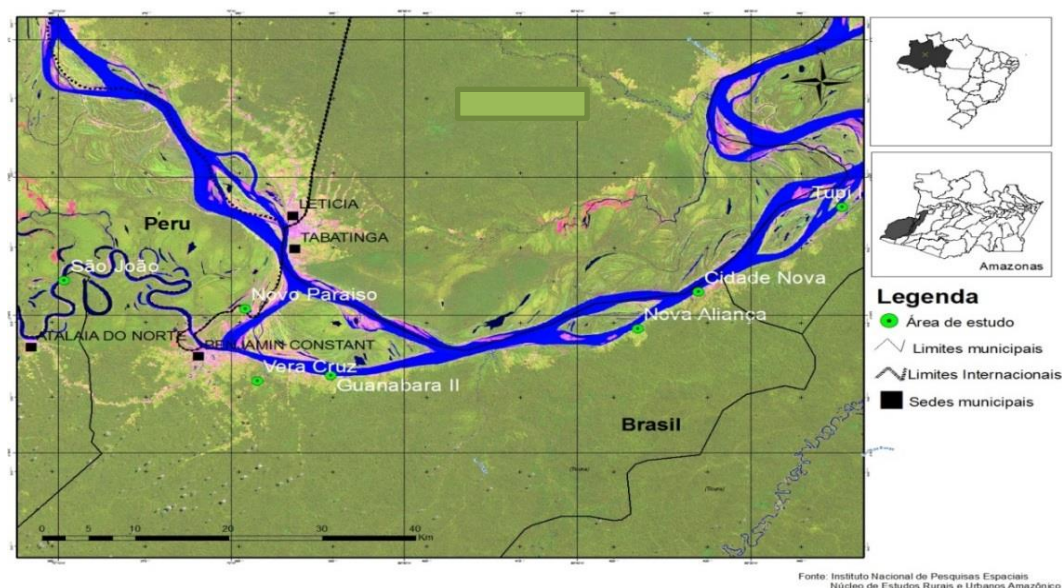 LETICIA
Peru
TABATINGA
Tupi I
São João
Cidade Nova
Novo Paraiso
Nova Aliança
ATALAIA DO NORTE
BENJAMIN CONSTANT
Vera Cruz
Guanabara II
Brasil
0 5 10 20 30 40
Km
Amazonas
Legenda
Área de estudo
Limites municipais
Limites Internacionais
Sedes municipais
Fonte: Instituto Nacional de Pesquisas Espaciais
Núcleo de Estudos Rurais e Urbanos Amazônico